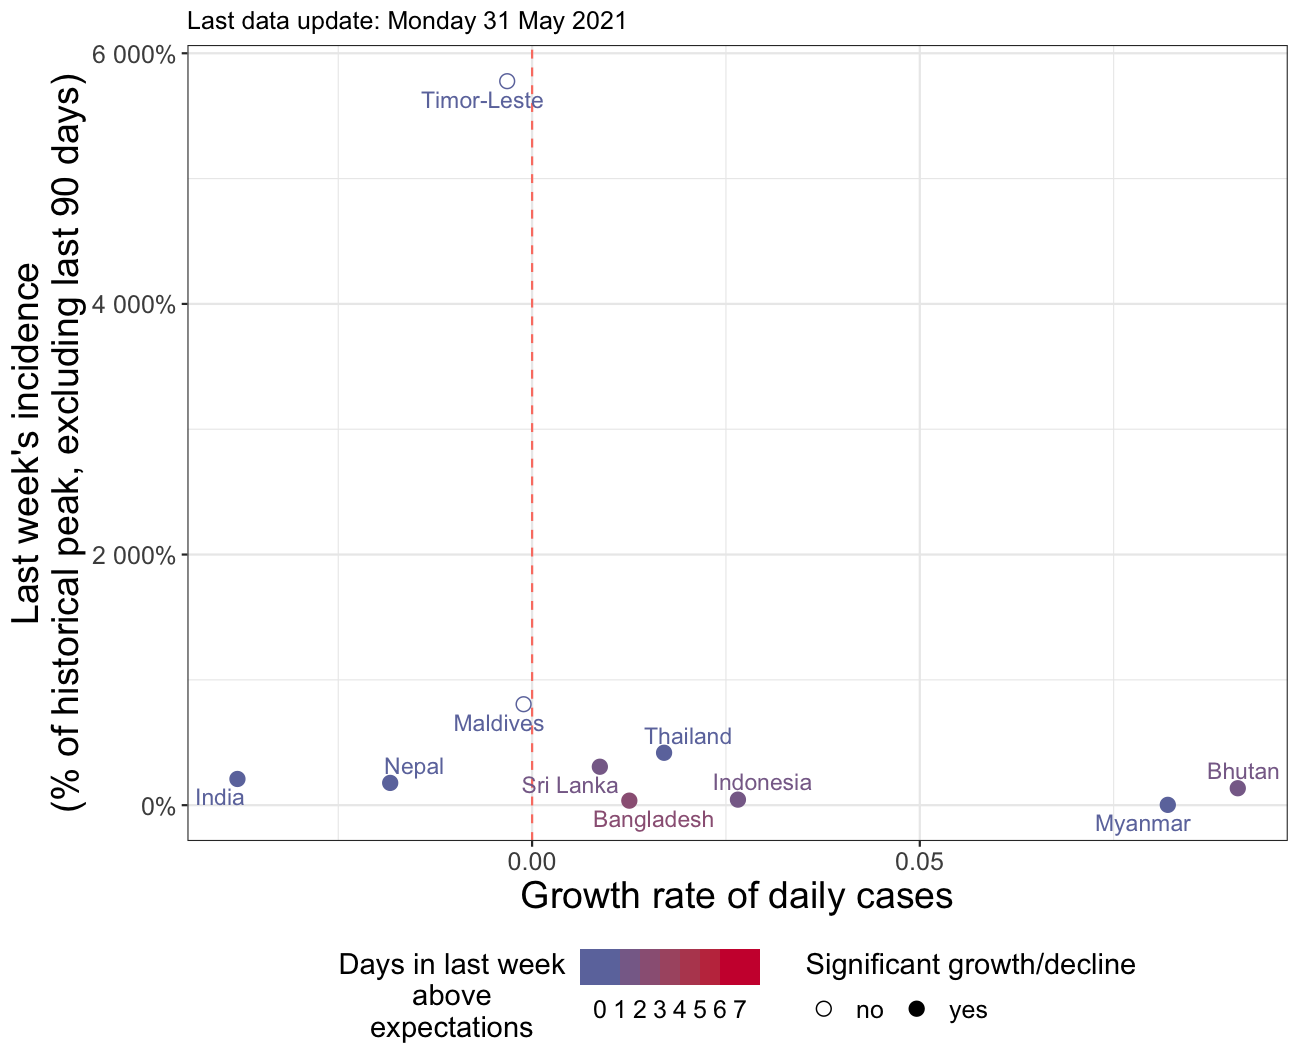 Last data update: Monday 31 May 2021
Last week's incidence
(% of historical peak, excluding last 90 days)
6 000%
4 000%
2 000%
0%
Timor-Leste
Maldives
Thailand
Nepal
Bhutan
Indonesia
Sri Lanka
India
Bangladesh
Myanmar
0.00
0.05
Growth rate of daily cases
Days in last week
above
expectations
0 1 2 3 4 5 6 7
Significant growth/decline
no
yes